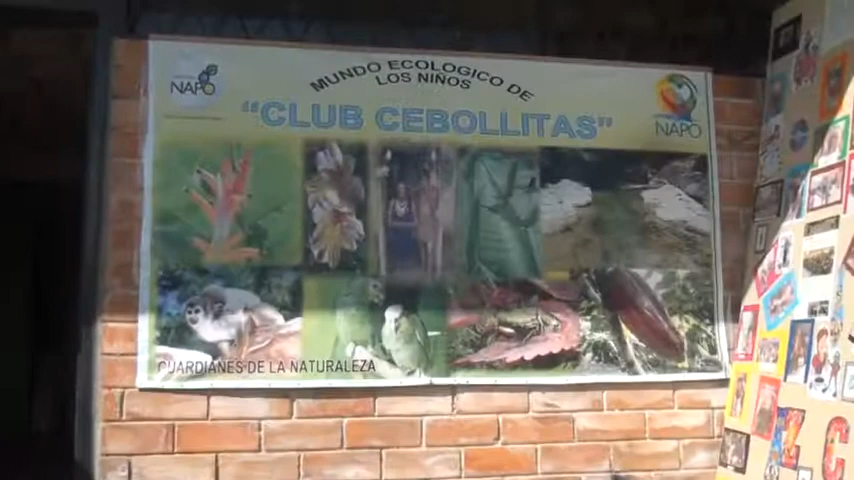 MUNDO ECOLOGICO DE
LOS NIÑOS
NAPO
"CLUB CEBOLLITAS"
NAPO
GUARDIANES DE LA NATURALEZA